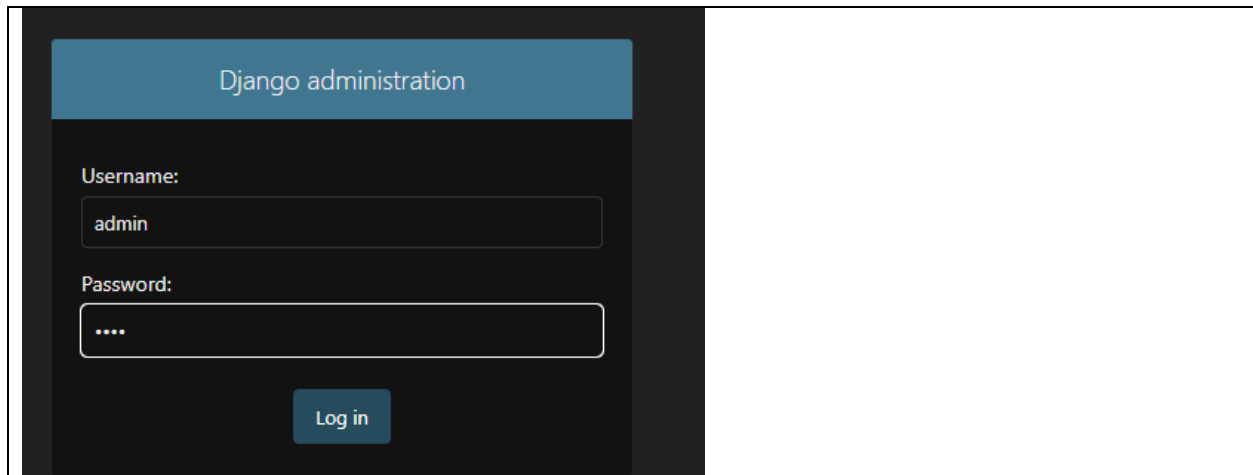 Django administration
Username:
admin
Password:
••••
Log in